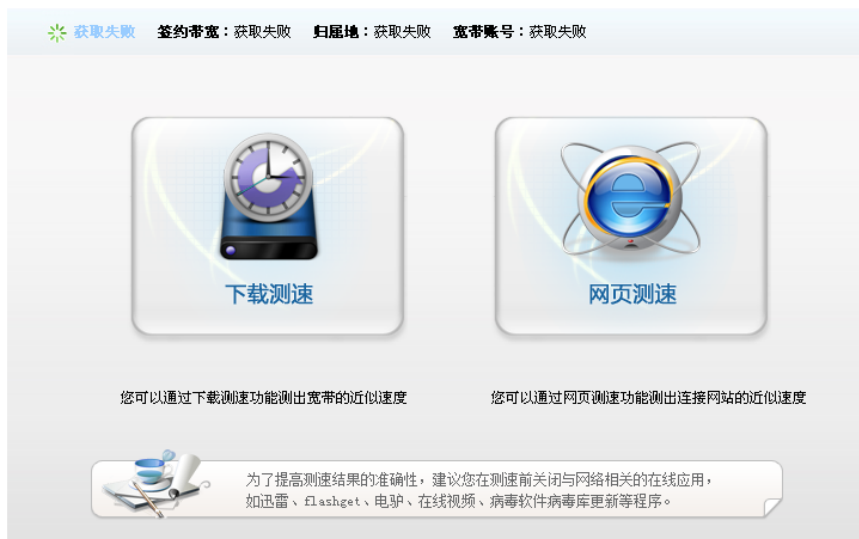 获取失败 签约带宽：获取失败 归属地：获取失败 宽带账号：获取失败
下载测速 网页测速
您可以通过下载测速功能测出宽带的近似速度 您可以通过网页测速功能测出连接网站的近似速度
为了提高测速结果的准确性，建议您在测速前关闭与网络相关的在线应用，
如迅雷、flashget、电驴、在线视频、病毒软件病毒库更新等程序。